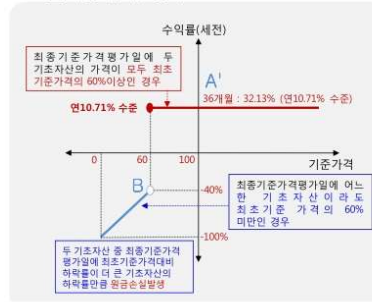 수익률(세전)
최종기준가격평가일에 두
기초자산의 가격이 모두 최초
기준가격의 60%이상인 경우
A'
36개월 : 32.13% (연10.71% 수준)
연10.71% 수준
0 60 100
기준가격
B
-40%
최종기준가격평가일에 어느
한 기초자산이라도
최초기준 가격의 60%
미만인 경우
-100%
두 기초자산 중 최종기준가격
평가일에 최초기준가격대비
하락률이 더 큰 기초자산의
하락률만큼 원금손실발생